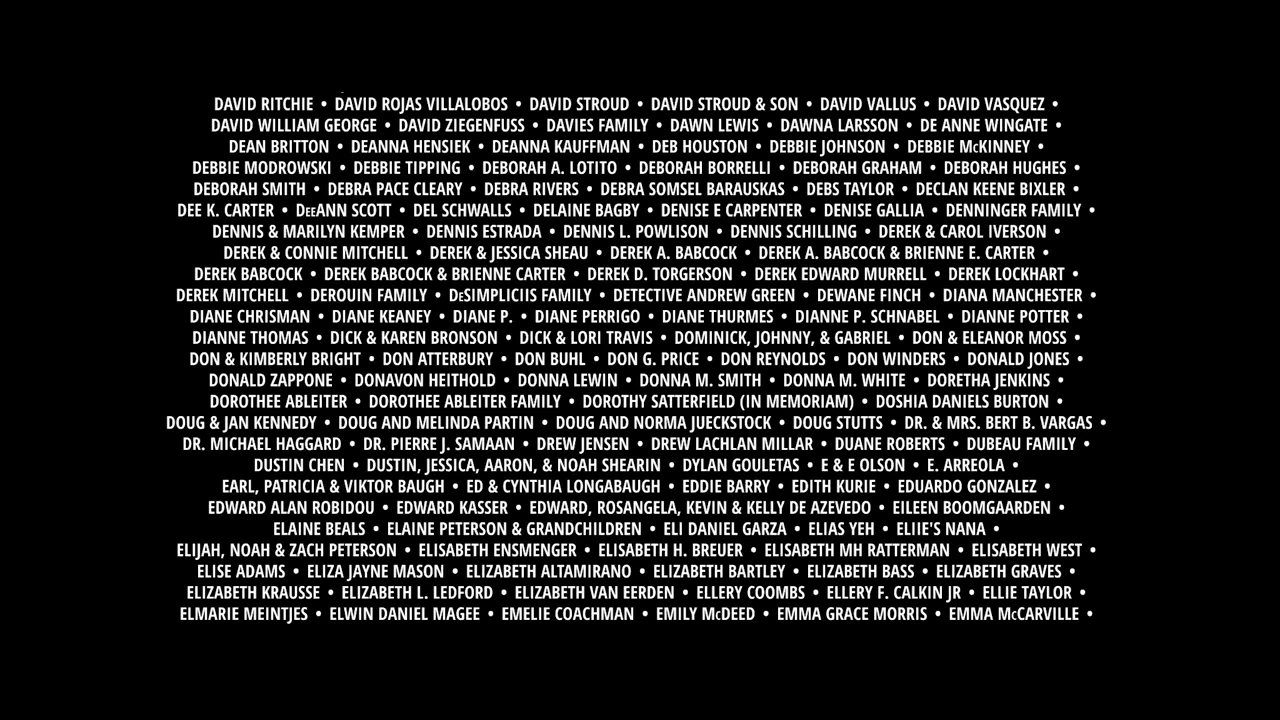 DAVID RITCHIE • DAVID ROJAS VILLALOBOS • DAVID STROUD • DAVID STROUD & SON • DAVID VALLUS • DAVID VASQUEZ •
DAVID WILLIAM GEORGE • DAVID ZIEGENFUSS • DAVIES FAMILY • DAWN LEWIS • DAWNA LARSSON • DE ANNE WINGATE •
DEAN BRITTON • DEANNA HENSIEK • DEANNA KAUFFMAN • DEB HOUSTON • DEBBIE JOHNSON • DEBBIE McKINNEY •
DEBBIE MODROWSKI • DEBBIE TIPPING • DEBORAH A. LOTITO • DEBORAH BORRELLI • DEBORAH GRAHAM • DEBORAH HUGHES •
DEBORAH SMITH • DEBRA PACE CLEARY • DEBRA RIVERS • DEBRA SOMSEL BARAUSKAS • DEBS TAYLOR • DECLAN KEENE BIXLER •
DEE K. CARTER • DeeANN SCOTT • DEL SCHWALLS • DELAINE BAGBY • DENISE E CARPENTER • DENISE GALLIA • DENNINGER FAMILY •
DENNIS & MARILYN KEMPER • DENNIS ESTRADA • DENNIS L. POWLISON • DENNIS SCHILLING • DEREK & CAROL IVERSON •
DEREK & CONNIE MITCHELL • DEREK & JESSICA SHEAU • DEREK A. BABCOCK • DEREK A. BABCOCK & BRIENNE E. CARTER •
DEREK BABCOCK • DEREK BABCOCK & BRIENNE CARTER • DEREK D. TORGERSON • DEREK EDWARD MURRELL • DEREK LOCKHART •
DEREK MITCHELL • DEROUIN FAMILY • DeSIMPLICIIS FAMILY • DETECTIVE ANDREW GREEN • DEWANE FINCH • DIANA MANCHESTER •
DIANE CHRISMAN • DIANE KEANEY • DIANE P. • DIANE PERRIGO • DIANE THURMES • DIANNE P. SCHNABEL • DIANNE POTTER •
DIANNE THOMAS • DICK & KAREN BRONSON • DICK & LORI TRAVIS • DOMINICK, JOHNNY, & GABRIEL • DON & ELEANOR MOSS •
DON & KIMBERLY BRIGHT • DON ATTERBURY • DON BUHL • DON G. PRICE • DON REYNOLDS • DON WINDERS • DONALD JONES •
DONALD ZAPPONE • DONAVON HEITHOLD • DONNA LEWIN • DONNA M. SMITH • DONNA M. WHITE • DORETHA JENKINS •
DOROTHEE ABLEITER • DOROTHEE ABLEITER FAMILY • DOROTHY SATTERFIELD (IN MEMORIAM) • DOSHIA DANIELS BURTON •
DOUG & JAN KENNEDY • DOUG AND MELINDA PARTIN • DOUG AND NORMA JUECKSTOCK • DOUG STUTTS • DR. & MRS. BERT B. VARGAS •
DR. MICHAEL HAGGARD • DR. PIERRE J. SAMAAN • DREW JENSEN • DREW LACHLAN MILLAR • DUANE ROBERTS • DUBEAU FAMILY •
DUSTIN CHEN • DUSTIN, JESSICA, AARON, & NOAH SHEARIN • DYLAN GOULETAS • E & E OLSON • E. ARREOLA •
EARL, PATRICIA & VIKTOR BAUGH • ED & CYNTHIA LONGABAUGH • EDDIE BARRY • EDITH KURIE • EDUARDO GONZALEZ •
EDWARD ALAN ROBIDOU • EDWARD KASSER • EDWARD, ROSANGELA, KEVIN & KELLY DE AZEVEDO • EILEEN BOOMGAARDEN •
ELAINE BEALS • ELAINE PETERSON & GRANDCHILDREN • ELI DANIEL GARZA • ELIAS YEH • ELIIE'S NANA •
ELIJAH, NOAH & ZACH PETERSON • ELISABETH ENSMENGER • ELISABETH H. BREUER • ELISABETH MH RATTERMAN • ELISABETH WEST •
ELISE ADAMS • ELIZA JAYNE MASON • ELIZABETH ALTAMIRANO • ELIZABETH BARTLEY • ELIZABETH BASS • ELIZABETH GRAVES •
ELIZABETH KRAUSSE • ELIZABETH L. LEDFORD • ELIZABETH VAN EERDEN • ELLERY COOMBS • ELLERY F. CALKIN JR • ELLIE TAYLOR •
ELMARIE MEINTJES • ELWIN DANIEL MAGEE • EMELIE COACHMAN • EMILY McDEED • EMMA GRACE MORRIS • EMMA McCARVILLE •